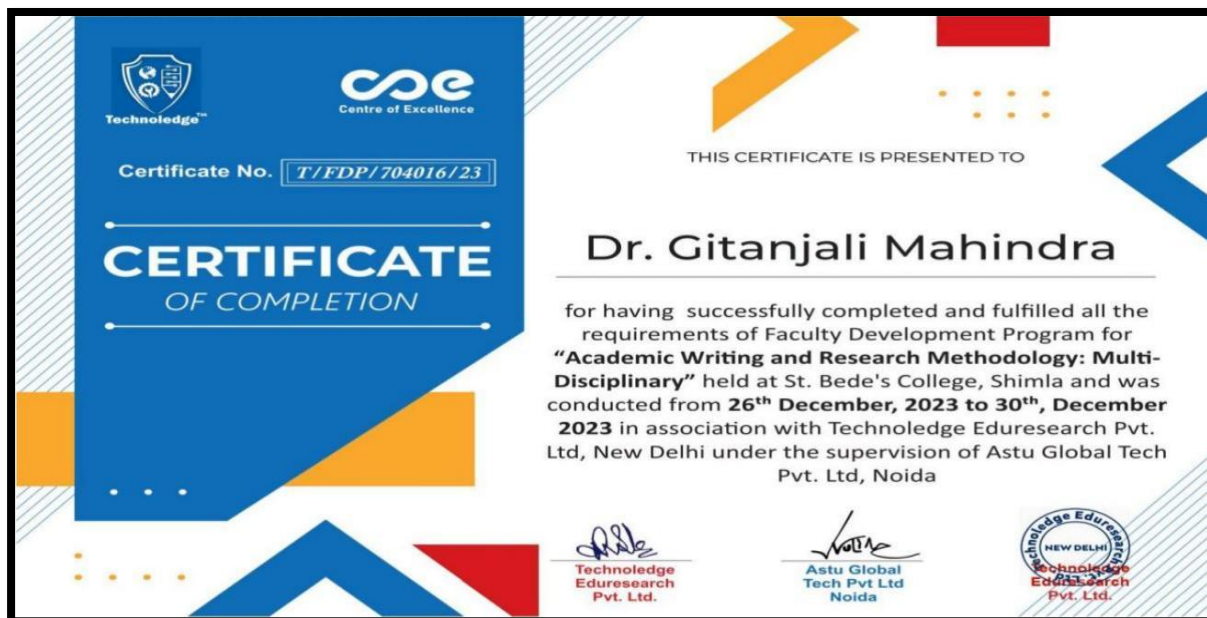 Technoledge™
coe
Centre of Excellence
Certificate No. T/FDP/704016/23
CERTIFICATE
OF COMPLETION
THIS CERTIFICATE IS PRESENTED TO
Dr. Gitanjali Mahindra
for having successfully completed and fulfilled all the
requirements of Faculty Development Program for
“Academic Writing and Research Methodology: Multi-
Disciplinary” held at St. Bede's College, Shimla and was
conducted from 26th December, 2023 to 30th, December
2023 in association with Technoledge Eduresearch Pvt.
Ltd, New Delhi under the supervision of Astu Global Tech
Pvt. Ltd, Noida
Technoledge
Eduresearch
Pvt. Ltd.
Astu Global
Tech Pvt Ltd
Noida
Technoledge Eduresearch
NEW DELHI
Technoledge
Eduresearch
Pvt. Ltd.